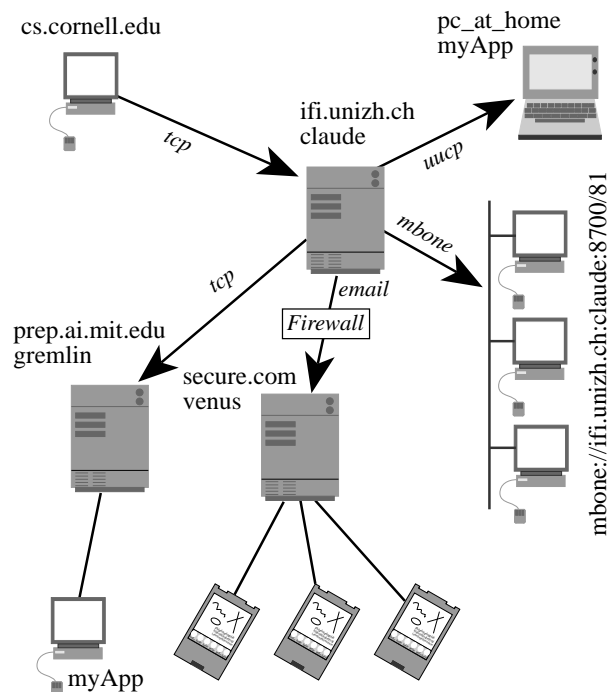 cs.cornell.edu
pc_at_home
myApp
ifi.unizh.ch
claude
tcp
uucp
mbone
mbone://ifi.unizh.ch:claude:8700/81
tcp
email
Firewall
prep.ai.mit.edu
gremlin
secure.com
venus
myApp